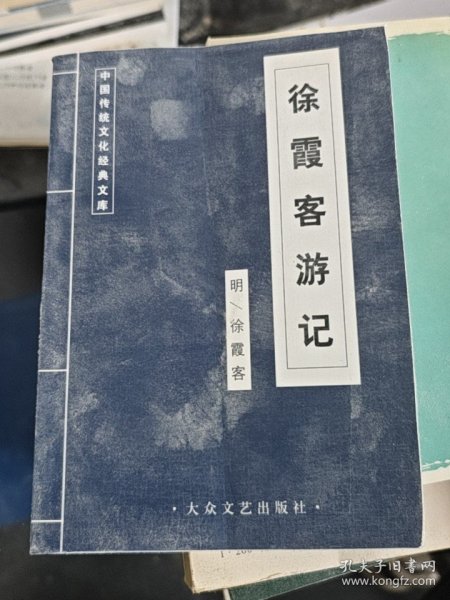 中国传统文化经典文库
徐霞客游记
明/徐霞客
·大众文艺出版社·
孔夫子旧书网
www.kongfz.com